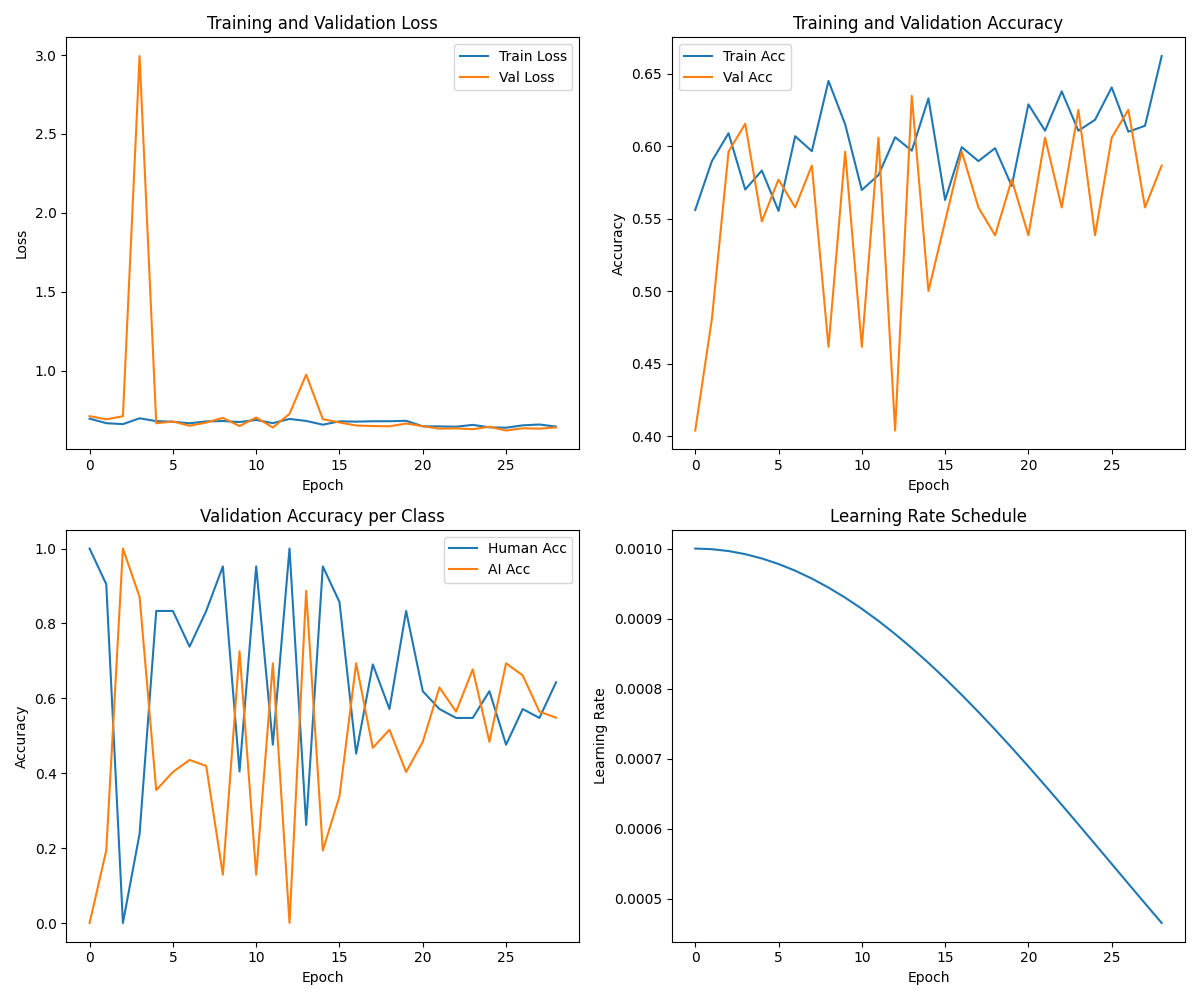 Training and Validation Loss
3.0
2.5
2.0
1.5
1.0
Loss
Train Loss
Val Loss
0 5 10 15 20 25
Epoch
Training and Validation Accuracy
0.65
0.60
0.55
0.50
0.45
0.40
Accuracy
Train Acc
Val Acc
0 5 10 15 20 25
Epoch
Validation Accuracy per Class
1.0
0.8
0.6
0.4
0.2
0.0
Accuracy
Human Acc
AI Acc
0 5 10 15 20 25
Epoch
Learning Rate Schedule
0.0010
0.0009
0.0008
0.0007
0.0006
0.0005
Learning Rate
0 5 10 15 20 25
Epoch